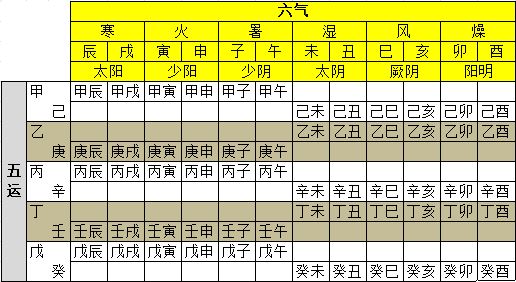 六气
寒 火 暑 湿 风 燥
辰 戌 寅 申 子 午 未 丑 巳 亥 卯 酉
太阳 少阳 少阴 太阴 厥阴 阳明
五运
甲 甲辰 甲戌 甲寅 甲申 甲子 甲午
己 己未 己丑 己巳 己亥 己卯 己酉
乙 乙未 乙丑 乙巳 乙亥 乙卯 乙酉
庚 庚辰 庚戌 庚寅 庚申 庚子 庚午
丙 丙辰 丙戌 丙寅 丙申 丙子 丙午
辛 辛未 辛丑 辛巳 辛亥 辛卯 辛酉
丁 丁未 丁丑 丁巳 丁亥 丁卯 丁酉
壬 壬辰 壬戌 壬寅 壬申 壬子 壬午
戊 戊辰 戊戌 戊寅 戊申 戊子 戊午
癸 癸未 癸丑 癸巳 癸亥 癸卯 癸酉